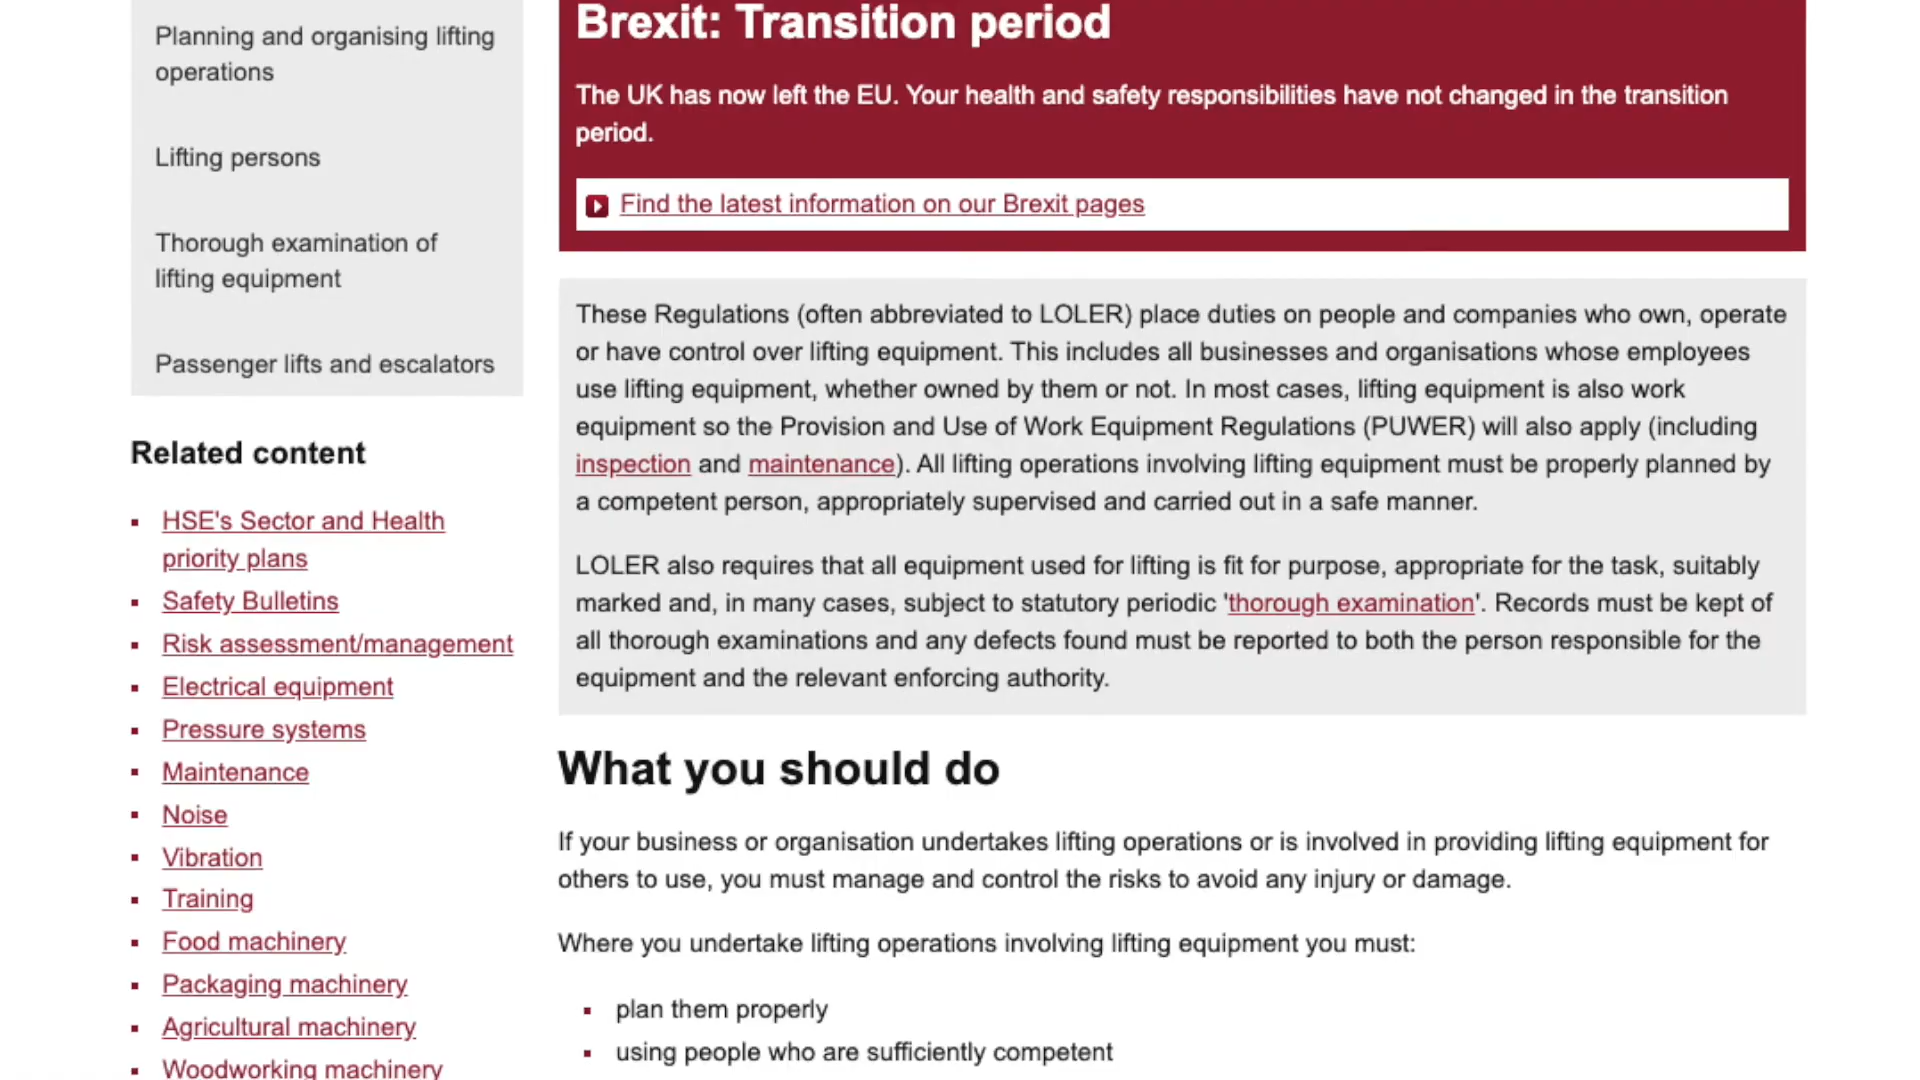 Planning and organising lifting
operations
Lifting persons
Thorough examination of
lifting equipment
Passenger lifts and escalators
Related content
HSE's Sector and Health
priority plans
Safety Bulletins
Risk assessment/management
Electrical equipment
Pressure systems
Maintenance
Noise
Vibration
Training
Food machinery
Packaging machinery
Agricultural machinery
Woodworking machinery
Brexit: Transition period
The UK has now left the EU. Your health and safety responsibilities have not changed in the transition
period.
Find the latest information on our Brexit pages
These Regulations (often abbreviated to LOLER) place duties on people and companies who own, operate
or have control over lifting equipment. This includes all businesses and organisations whose employees
use lifting equipment, whether owned by them or not. In most cases, lifting equipment is also work
equipment so the Provision and Use of Work Equipment Regulations (PUWER) will also apply (including
inspection and maintenance). All lifting operations involving lifting equipment must be properly planned by
a competent person, appropriately supervised and carried out in a safe manner.
LOLER also requires that all equipment used for lifting is fit for purpose, appropriate for the task, suitably
marked and, in many cases, subject to statutory periodic 'thorough examination'. Records must be kept of
all thorough examinations and any defects found must be reported to both the person responsible for the
equipment and the relevant enforcing authority.
What you should do
If your business or organisation undertakes lifting operations or is involved in providing lifting equipment for
others to use, you must manage and control the risks to avoid any injury or damage.
Where you undertake lifting operations involving lifting equipment you must:
plan them properly
using people who are sufficiently competent